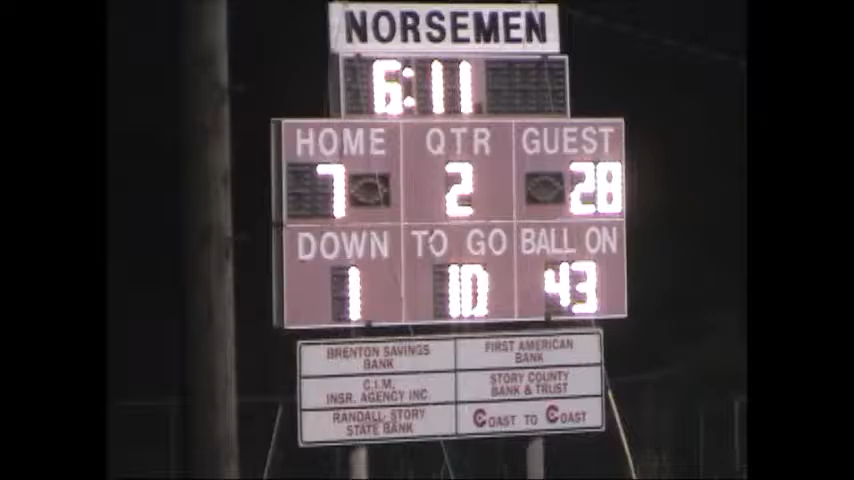 NORSEMEN
6:11
HOME QTR GUEST
7 2 28
DOWN TO GO BALL ON
1 10 43
BRENTON SAVINGS
BANK
FIRST AMERICAN
BANK
C.I.M.
INSR. AGENCY INC
STORY COUNTY
BANK & TRUST
RANDALL-STORY
STATE BANK
COAST TO COAST